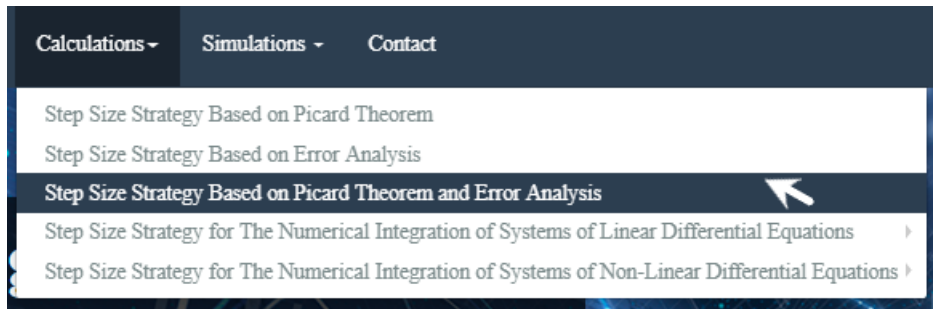 Calculations Simulations Contact
Step Size Strategy Based on Picard Theorem
Step Size Strategy Based on Error Analysis
Step Size Strategy Based on Picard Theorem and Error Analysis
Step Size Strategy for The Numerical Integration of Systems of Linear Differential Equations
Step Size Strategy for The Numerical Integration of Systems of Non-Linear Differential Equations